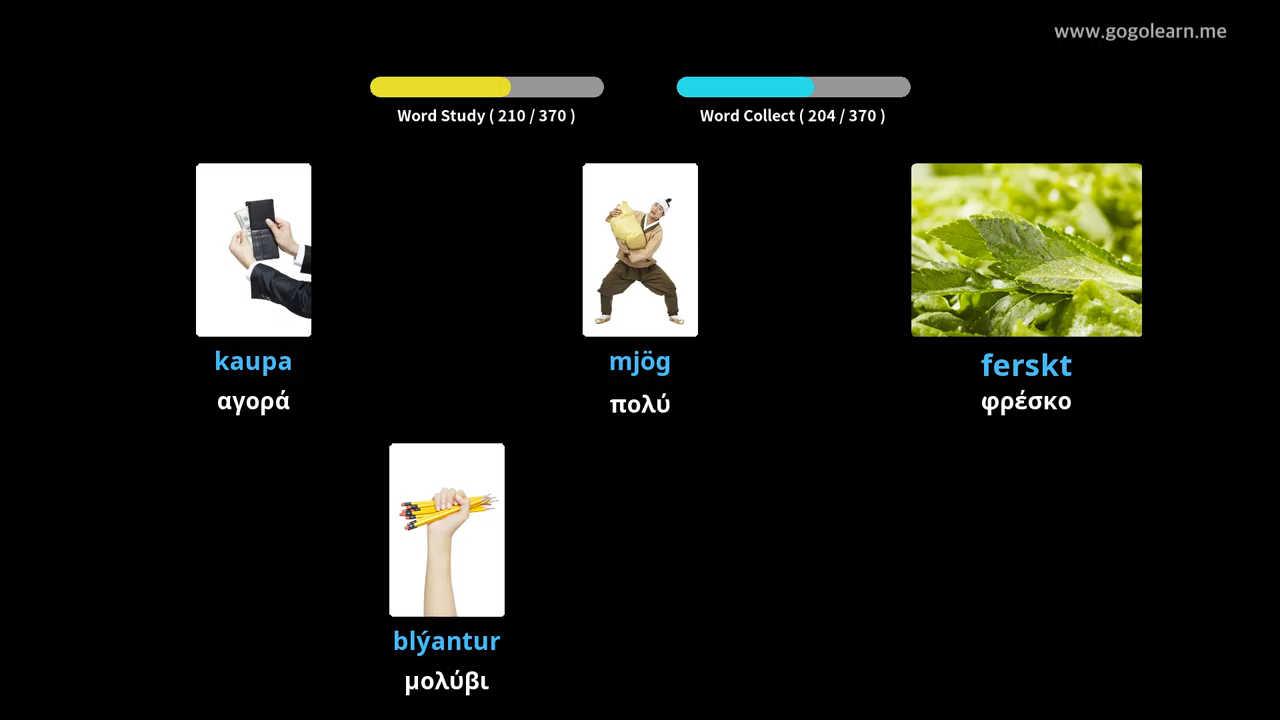 www.gogolearn.me
Word Study ( 210 / 370 )
Word Collect ( 204 / 370 )
kaupa
αγορά
mjög
πολύ
ferskt
φρέσκο
blýantur
μολύβι